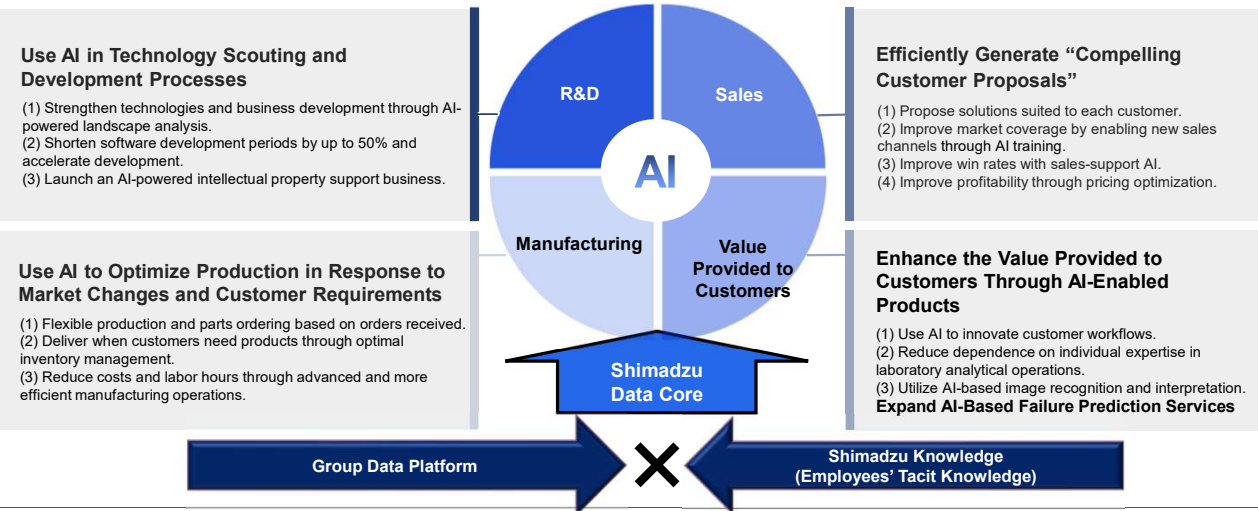 Use AI in Technology Scouting and
Development Processes
(1) Strengthen technologies and business development through AI-
powered landscape analysis.
(2) Shorten software development periods by up to 50% and
accelerate development.
(3) Launch an AI-powered intellectual property support business.
R&D
Sales
AI
Manufacturing
Value
Provided to
Customers
Efficiently Generate “Compelling
Customer Proposals”
(1) Propose solutions suited to each customer.
(2) Improve market coverage by enabling new sales
channels through AI training.
(3) Improve win rates with sales-support AI.
(4) Improve profitability through pricing optimization.
Use AI to Optimize Production in Response to
Market Changes and Customer Requirements
(1) Flexible production and parts ordering based on orders received.
(2) Deliver when customers need products through optimal
inventory management.
(3) Reduce costs and labor hours through advanced and more
efficient manufacturing operations.
Enhance the Value Provided to
Customers Through AI-Enabled
Products
(1) Use AI to innovate customer workflows.
(2) Reduce dependence on individual expertise in
laboratory analytical operations.
(3) Utilize AI-based image recognition and interpretation.
Expand AI-Based Failure Prediction Services
Shimadzu
Data Core
Group Data Platform
×
Shimadzu Knowledge
(Employees’ Tacit Knowledge)